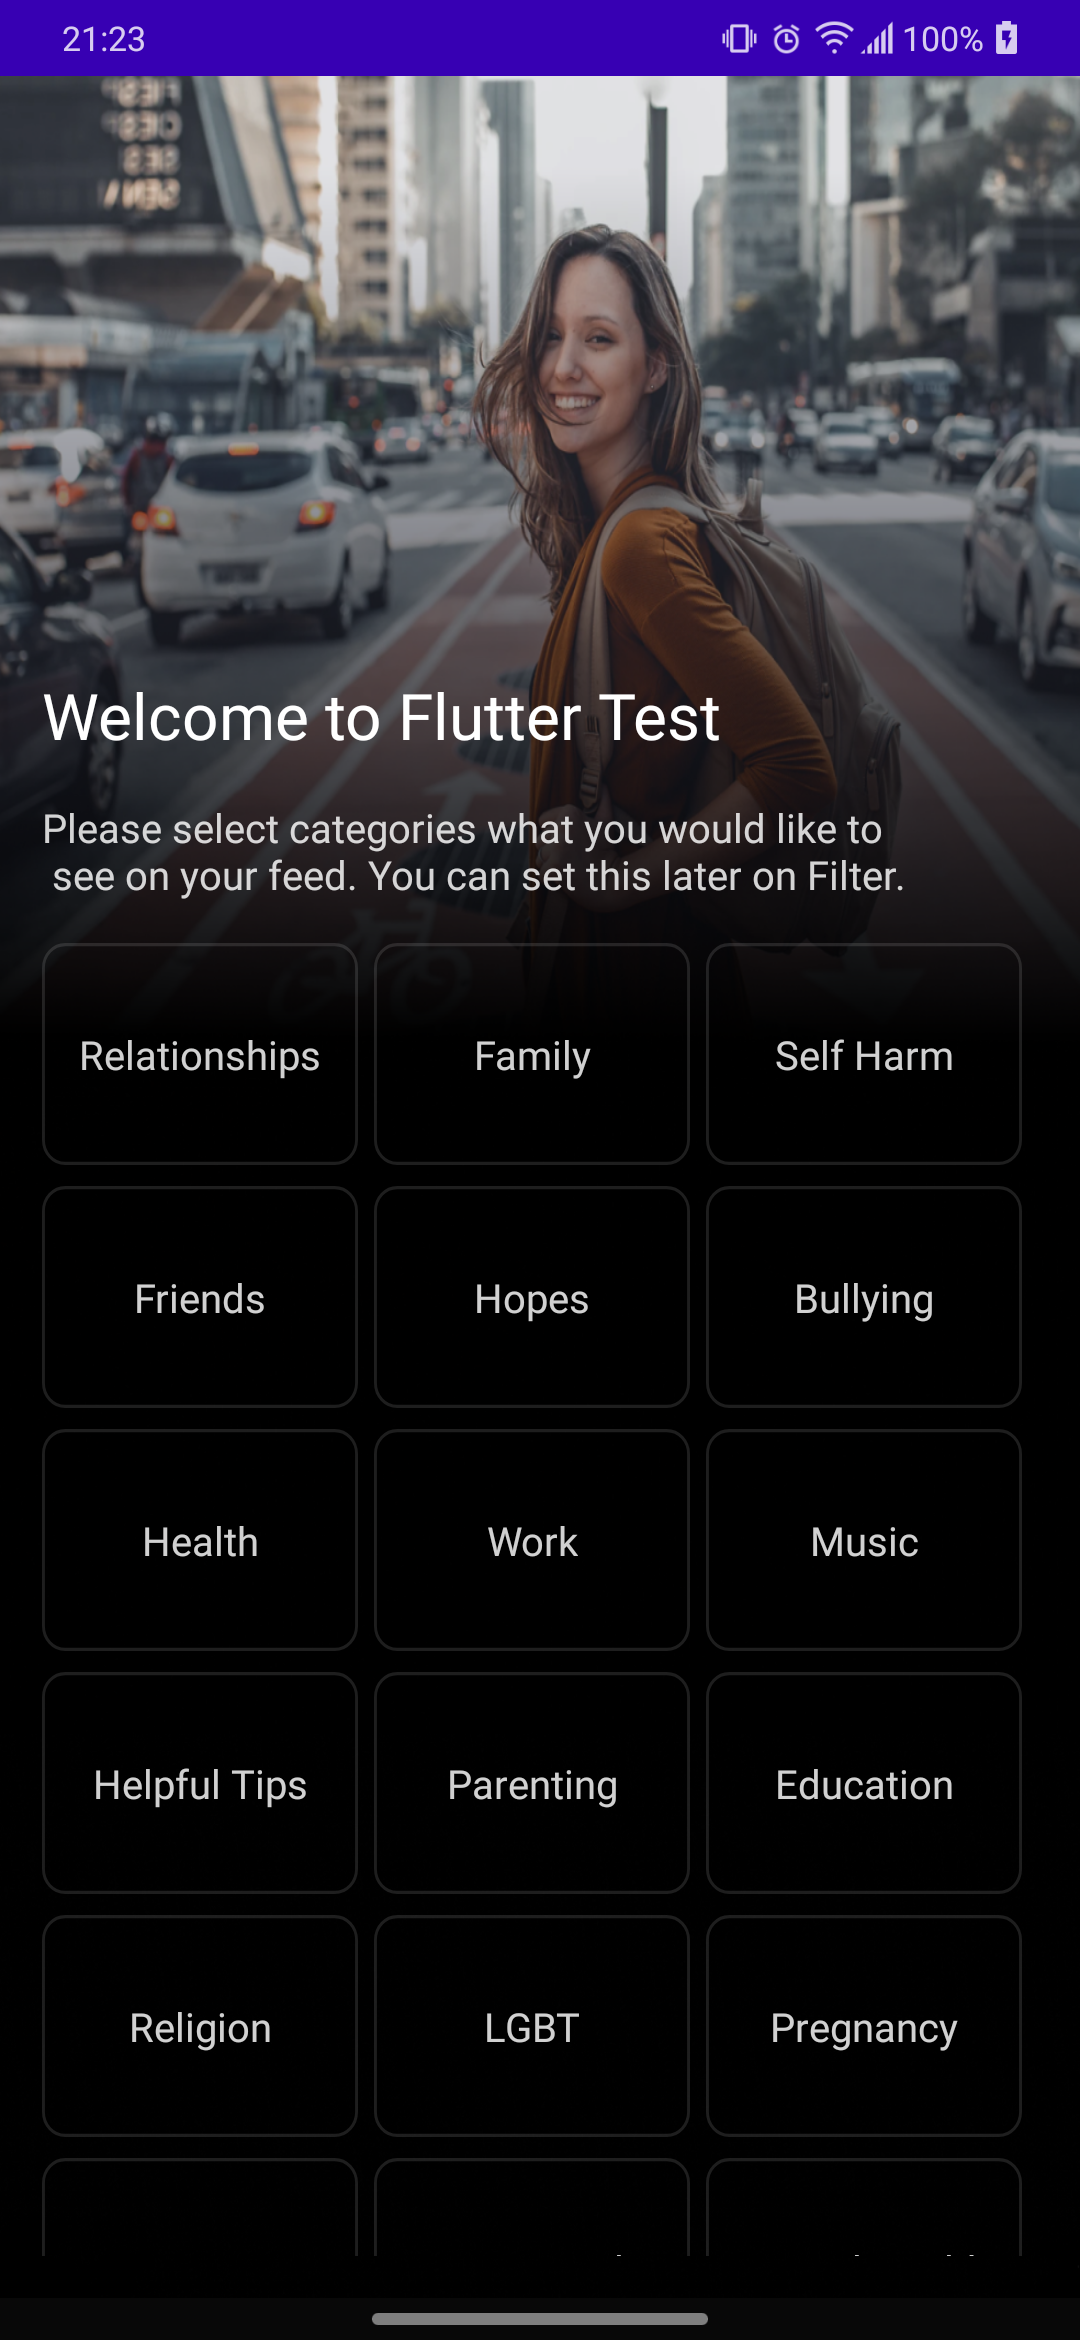 21:23 100%
Welcome to Flutter Test
Please select categories what you would like to
see on your feed. You can set this later on Filter.
Relationships Family Self Harm
Friends Hopes Bullying
Health Work Music
Helpful Tips Parenting Education
Religion LGBT Pregnancy